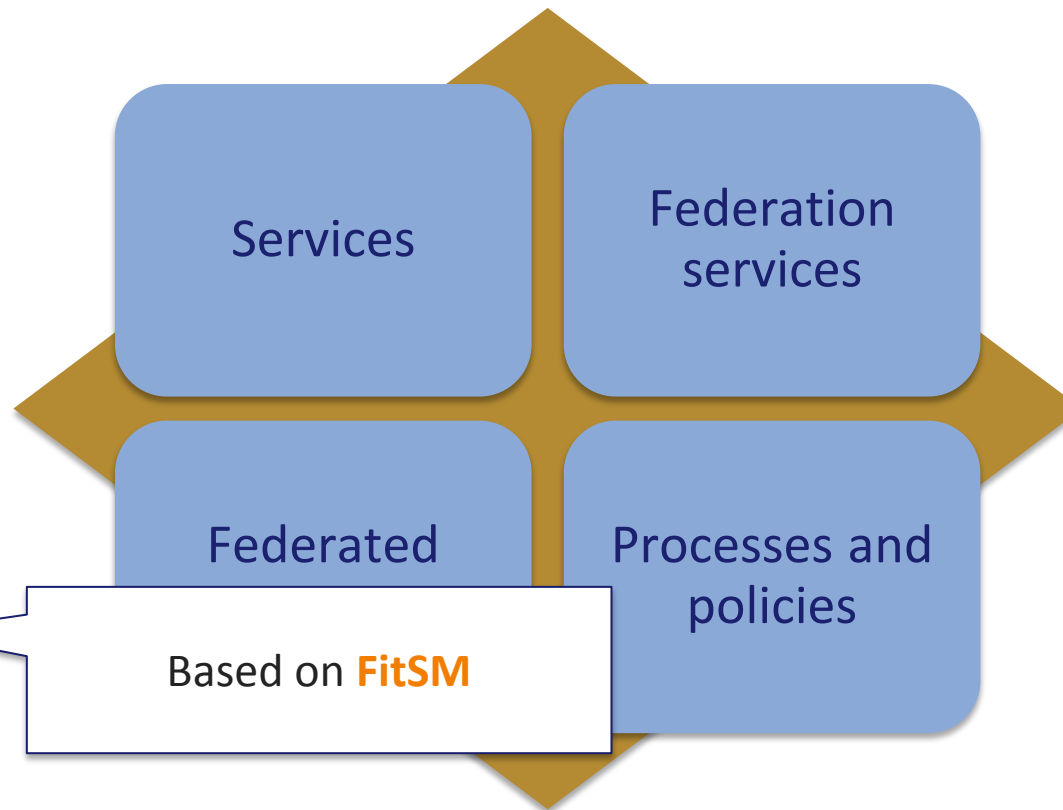 Services
Federation
services
Federated
Processes and
policies
Based on FitSM